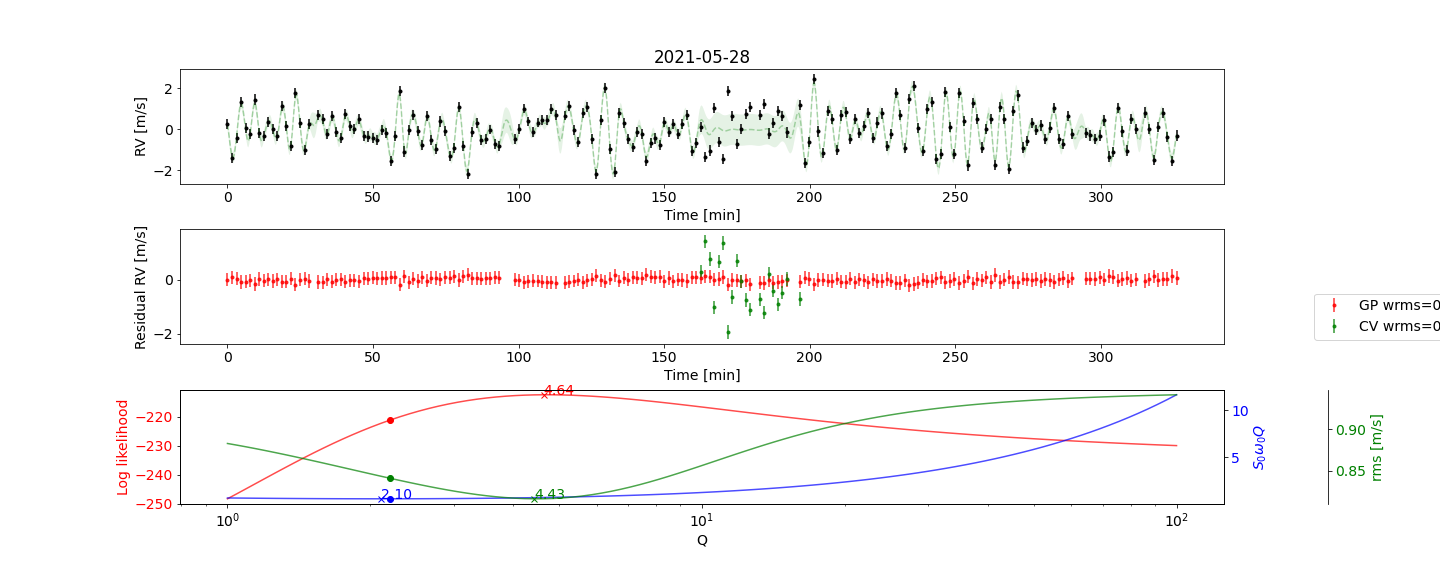 2021-05-28
RV [m/s]
2
0
−2
0 50 100 150 200 250 300
Time [min]
Residual RV [m/s]
0
−2
0 50 100 150 200 250 300
Time [min]
GP wrms=0
CV wrms=0
Log likelihood
−220
−230
−240
−250
4.64
2.10
4.43
10
5
S₀ω₀Q
0.90
0.85
rms [m/s]
10⁰ 10¹ 10²
Q